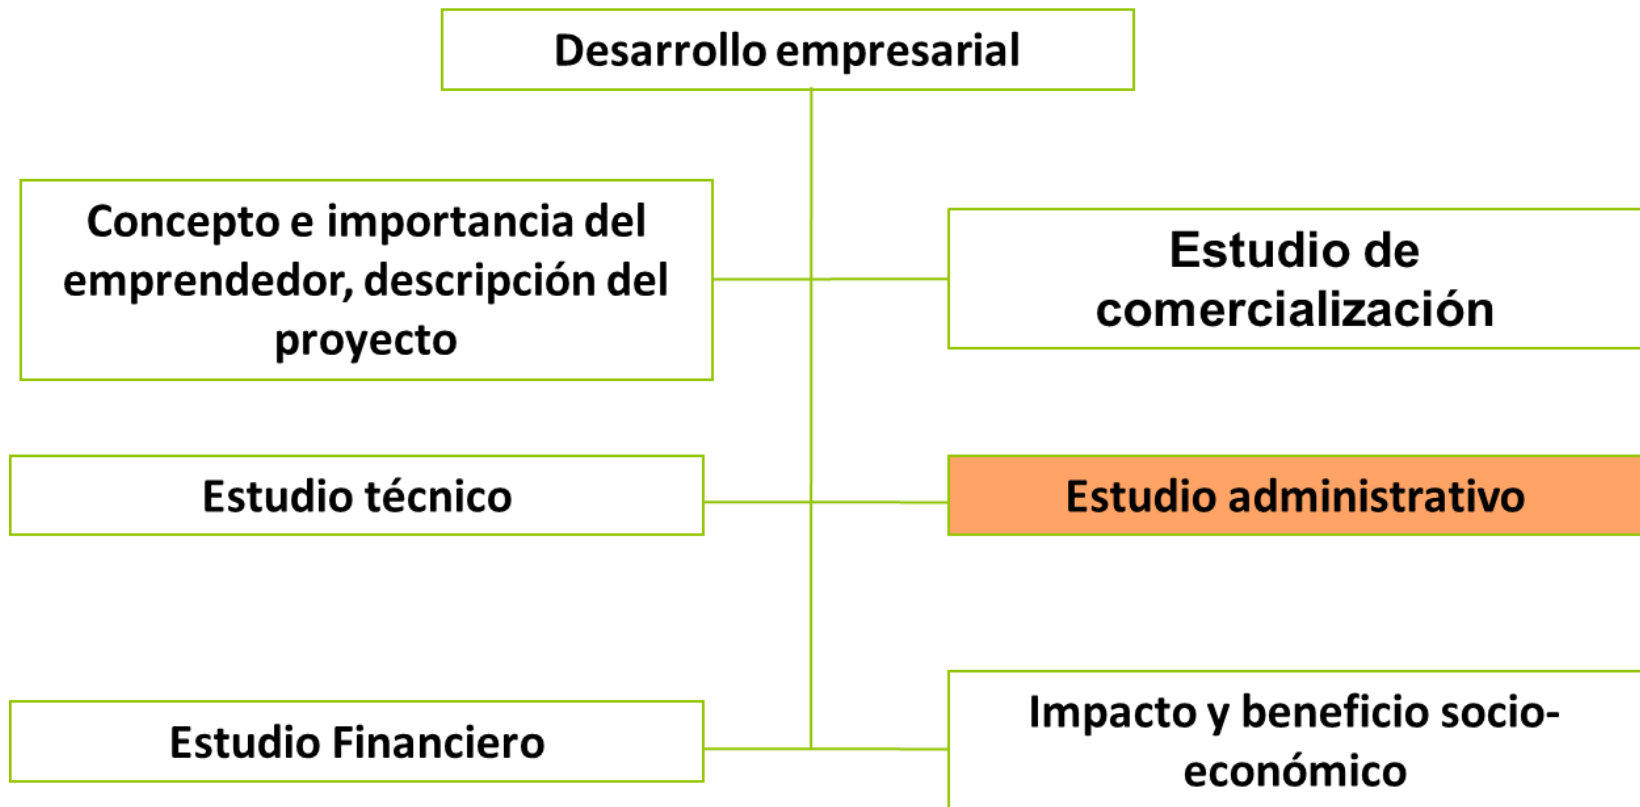 Desarrollo empresarial
Concepto e importancia del
emprendedor, descripción del
proyecto
Estudio de
comercialización
Estudio técnico
Estudio administrativo
Estudio Financiero
Impacto y beneficio socio-
económico